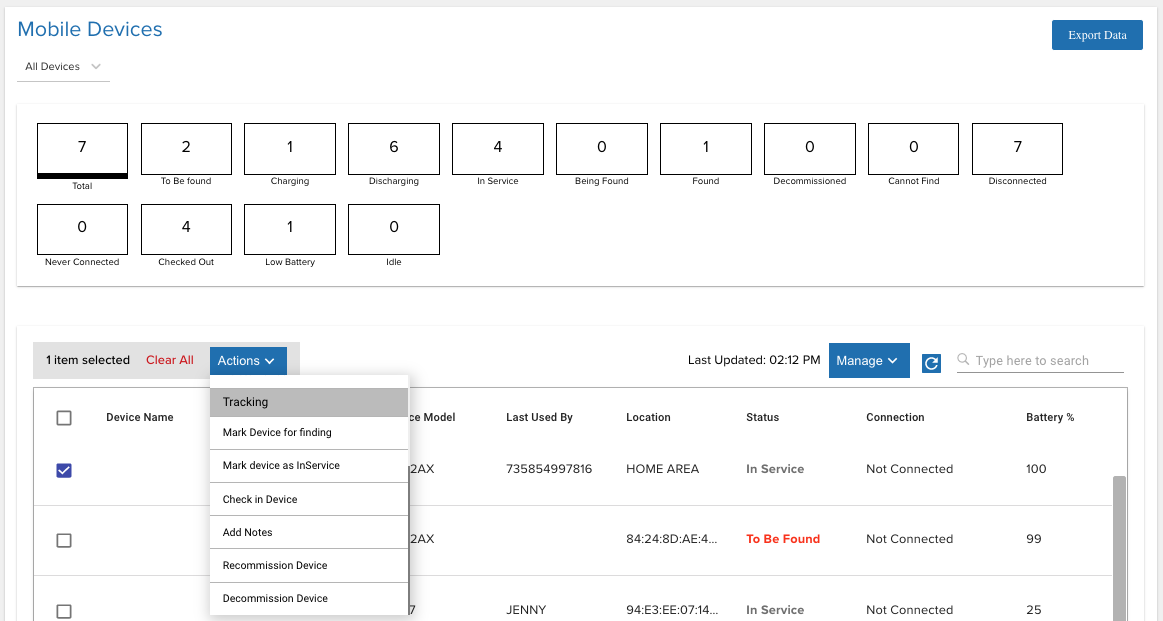 Mobile Devices
Export Data
All Devices
7 2 1 6 4 0 1 0 0 7
Total To Be found Charging Discharging In Service Being Found Found Decommissioned Cannot Find Disconnected
0 4 1 0
Never Connected Checked Out Low Battery Idle
1 item selected Clear All Actions Last Updated: 02:12 PM Manage Type here to search
Tracking
Mark Device for finding
Mark device as InService
Check in Device
Add Notes
Recommission Device
Decommission Device
Device Name ce Model Last Used By Location Status Connection Battery %
2AX 735854997816 HOME AREA In Service Not Connected 100
2AX 84:24:8D:AE:4... To Be Found Not Connected 99
7 JENNY 94:E3:EE:07:14... In Service Not Connected 25